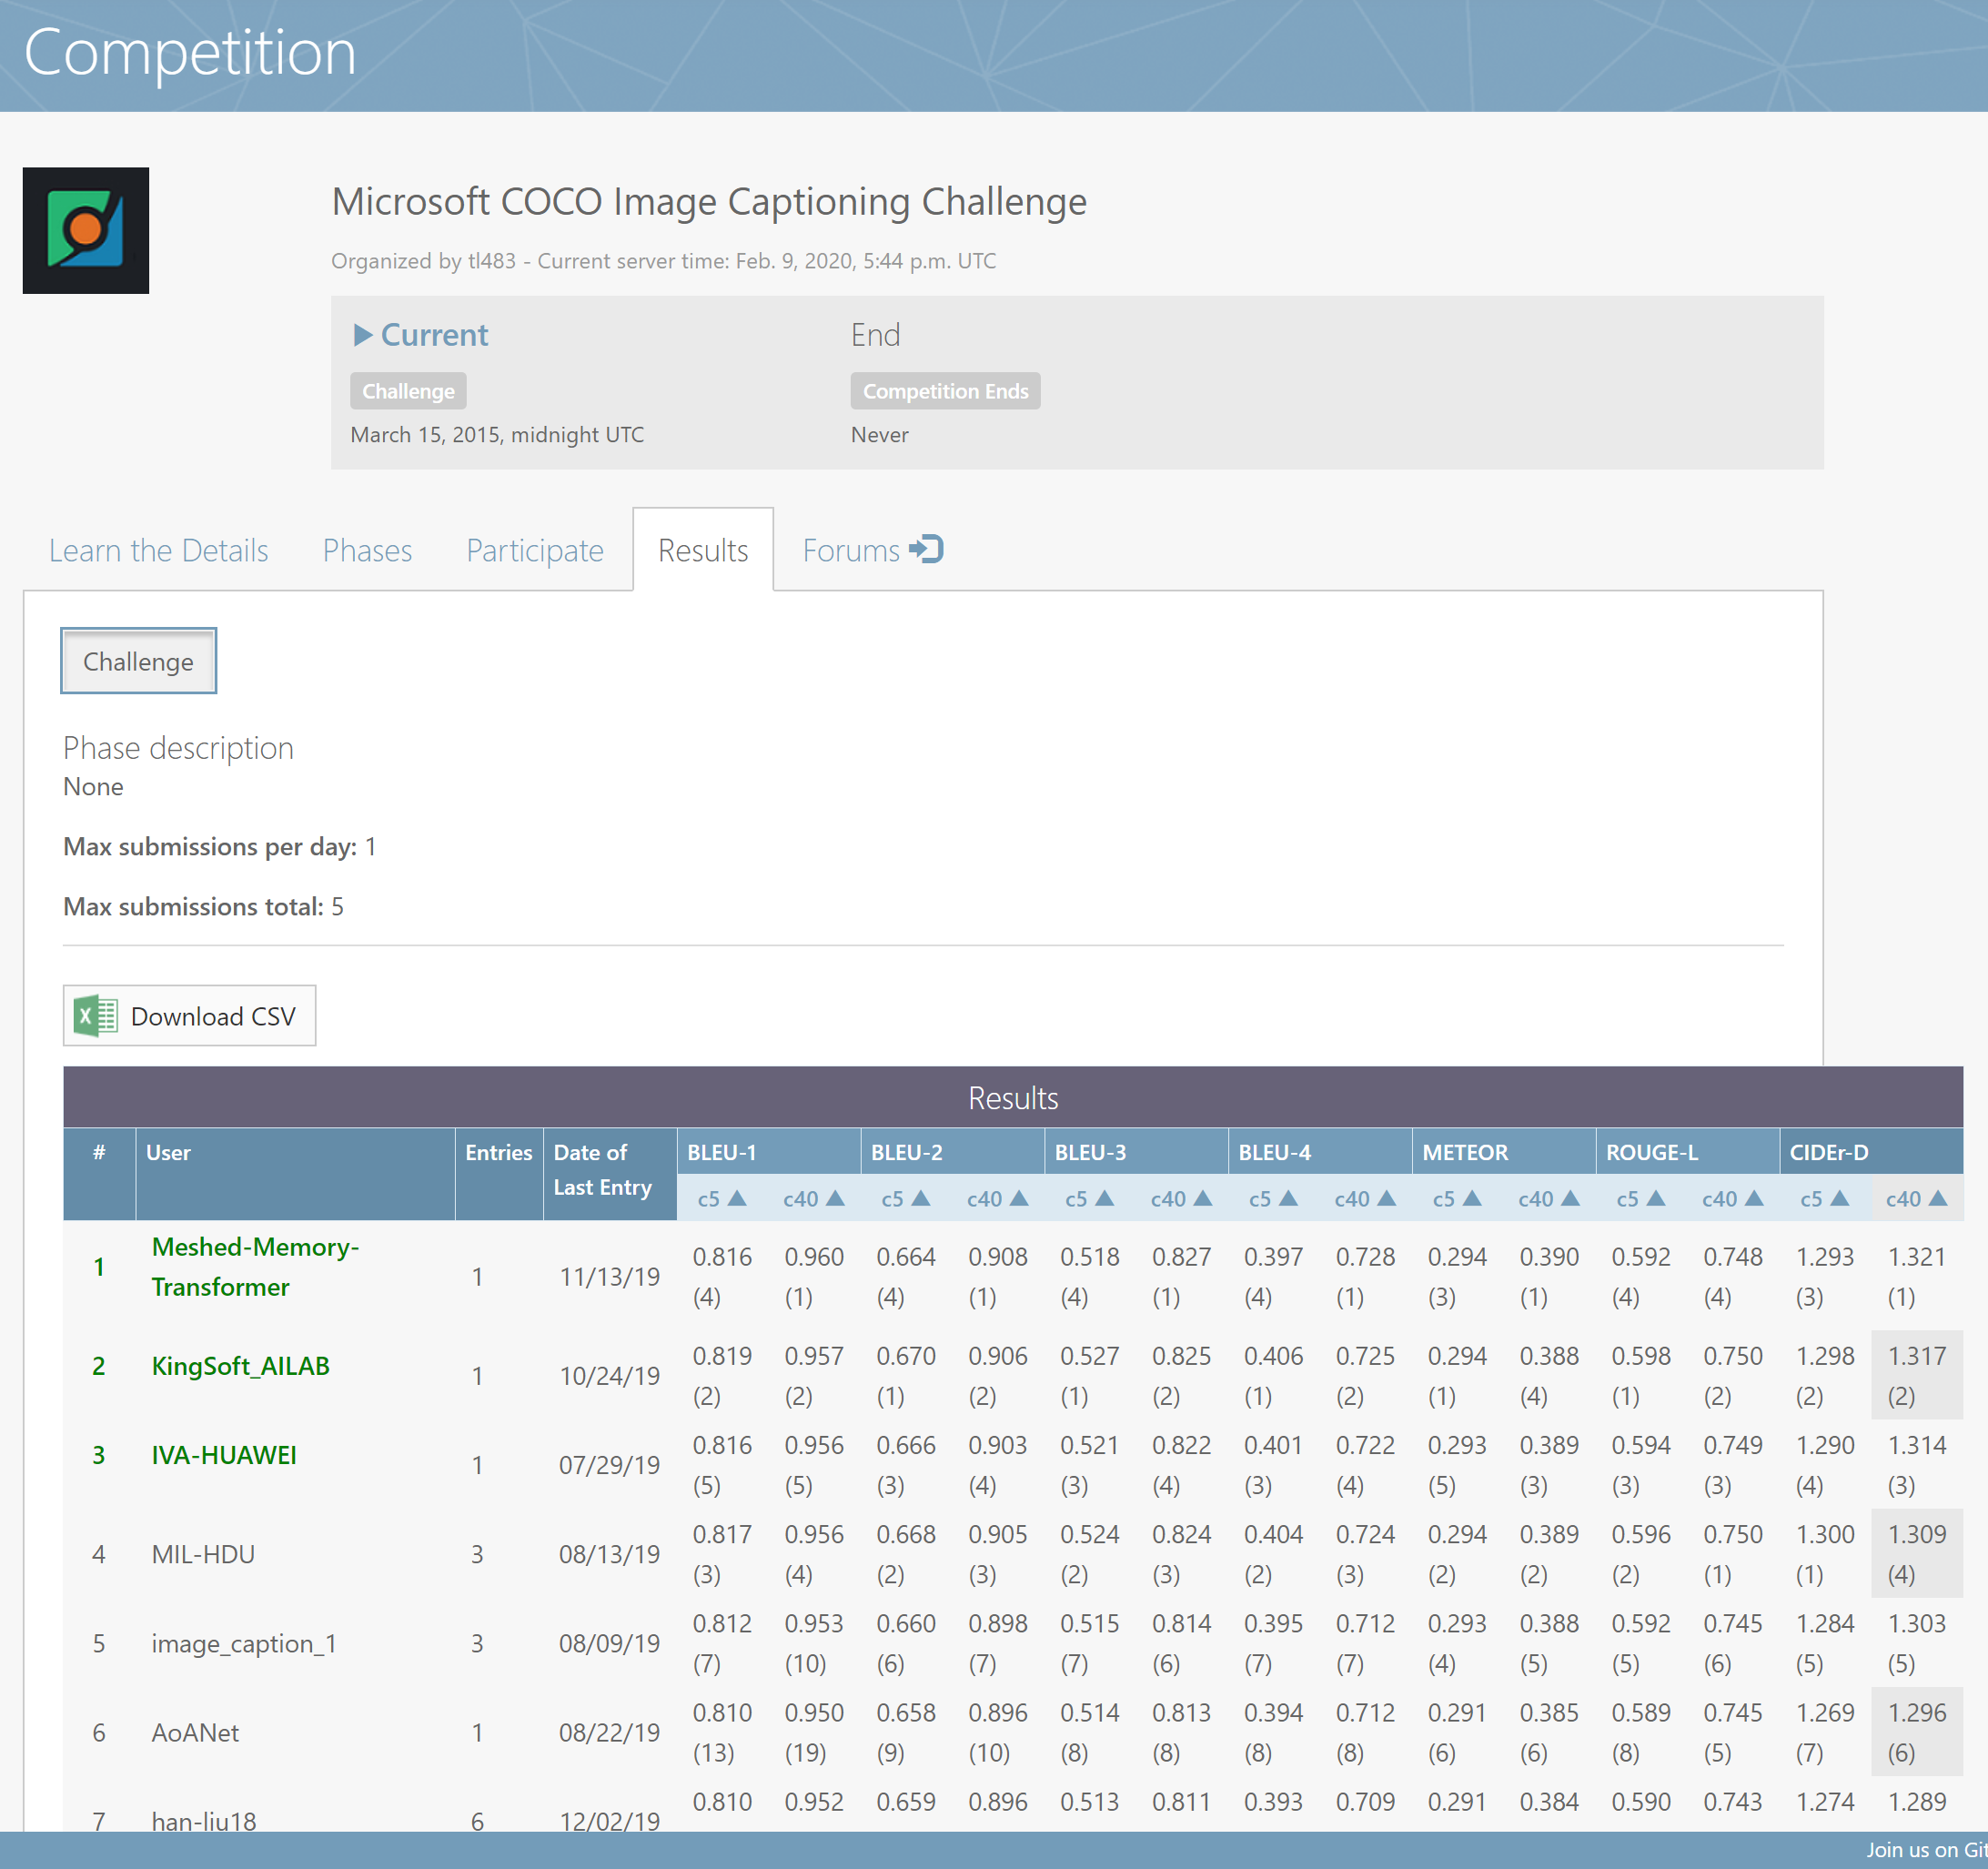 Competition
Microsoft COCO Image Captioning Challenge
Organized by tl483 - Current server time: Feb. 9, 2020, 5:44 p.m. UTC
Current
End
Challenge
Competition Ends
March 15, 2015, midnight UTC
Never
Learn the Details Phases Participate Results Forums
Challenge
Phase description
None
Max submissions per day: 1
Max submissions total: 5
Download CSV
Results
# User Entries Date of Last Entry BLEU-1 BLEU-2 BLEU-3 BLEU-4 METEOR ROUGE-L CIDEr-D
c5 ▲ c40 ▲ c5 ▲ c40 ▲ c5 ▲ c40 ▲ c5 ▲ c40 ▲ c5 ▲ c40 ▲ c5 ▲ c40 ▲ c5 ▲ c40 ▲
1 Meshed-Memory-Transformer 1 11/13/19 0.816 0.960 0.664 0.908 0.518 0.827 0.397 0.728 0.294 0.390 0.592 0.748 1.293 1.321
(4) (1) (4) (1) (4) (1) (4) (1) (3) (1) (4) (4) (3) (1)
2 KingSoft_AILAB 1 10/24/19 0.819 0.957 0.670 0.906 0.527 0.825 0.406 0.725 0.294 0.388 0.598 0.750 1.298 1.317
(2) (2) (1) (2) (1) (2) (1) (2) (1) (4) (1) (2) (2) (2)
3 IVA-HUAWEI 1 07/29/19 0.816 0.956 0.666 0.903 0.521 0.822 0.401 0.722 0.293 0.389 0.594 0.749 1.290 1.314
(5) (5) (3) (4) (3) (4) (3) (4) (5) (3) (3) (3) (4) (3)
4 MIL-HDU 3 08/13/19 0.817 0.956 0.668 0.905 0.524 0.824 0.404 0.724 0.294 0.389 0.596 0.750 1.300 1.309
(3) (4) (2) (3) (2) (3) (2) (3) (2) (2) (2) (1) (1) (4)
5 image_caption_1 3 08/09/19 0.812 0.953 0.660 0.898 0.515 0.814 0.395 0.712 0.293 0.388 0.592 0.745 1.284 1.303
(7) (10) (6) (7) (7) (6) (7) (7) (4) (5) (5) (6) (5) (5)
6 AoANet 1 08/22/19 0.810 0.950 0.658 0.896 0.514 0.813 0.394 0.712 0.291 0.385 0.589 0.745 1.269 1.296
(13) (19) (9) (10) (8) (8) (8) (8) (6) (6) (8) (5) (7) (6)
7 han-liu18 6 12/02/19 0.810 0.952 0.659 0.896 0.513 0.811 0.393 0.709 0.291 0.384 0.590 0.743 1.274 1.289
Join us on Git